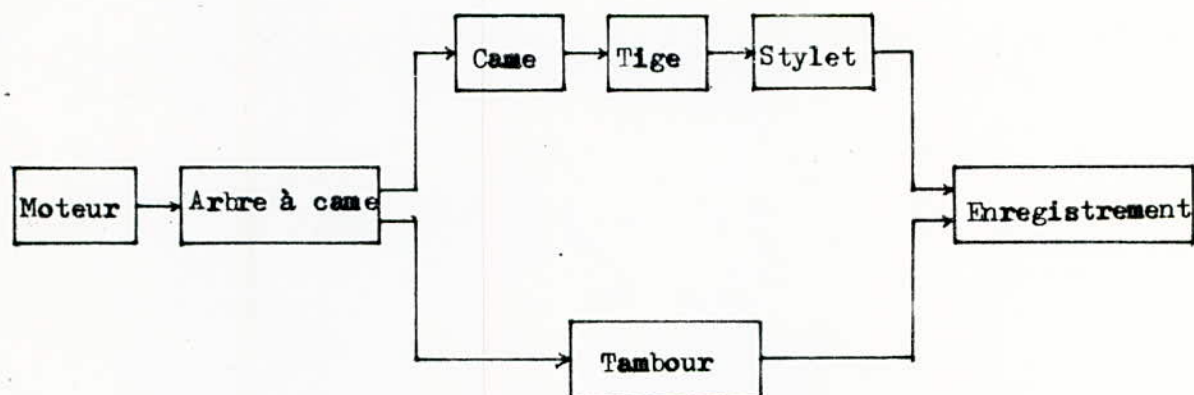 Came
Tige
Stylet
Moteur
Arbre à came
Enregistrement
Tambour